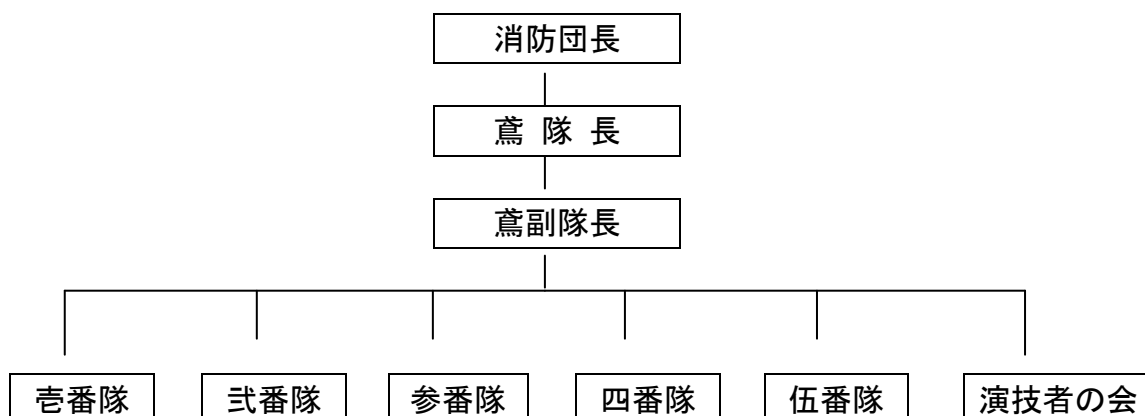 消防団長
鳶 隊 長
鳶副隊長
壱番隊 弐番隊 参番隊 四番隊 伍番隊 演技者の会